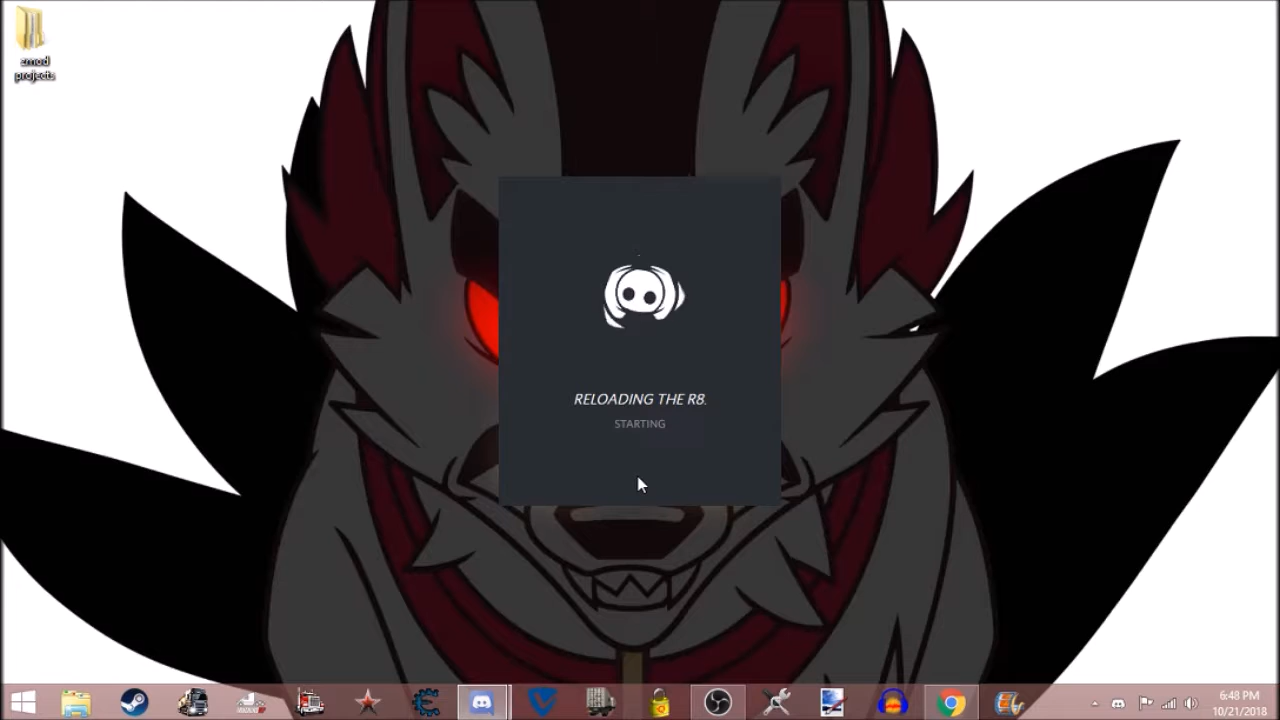 zmod
projects
RELOADING THE R8.
STARTING
6:48 PM
10/21/2018